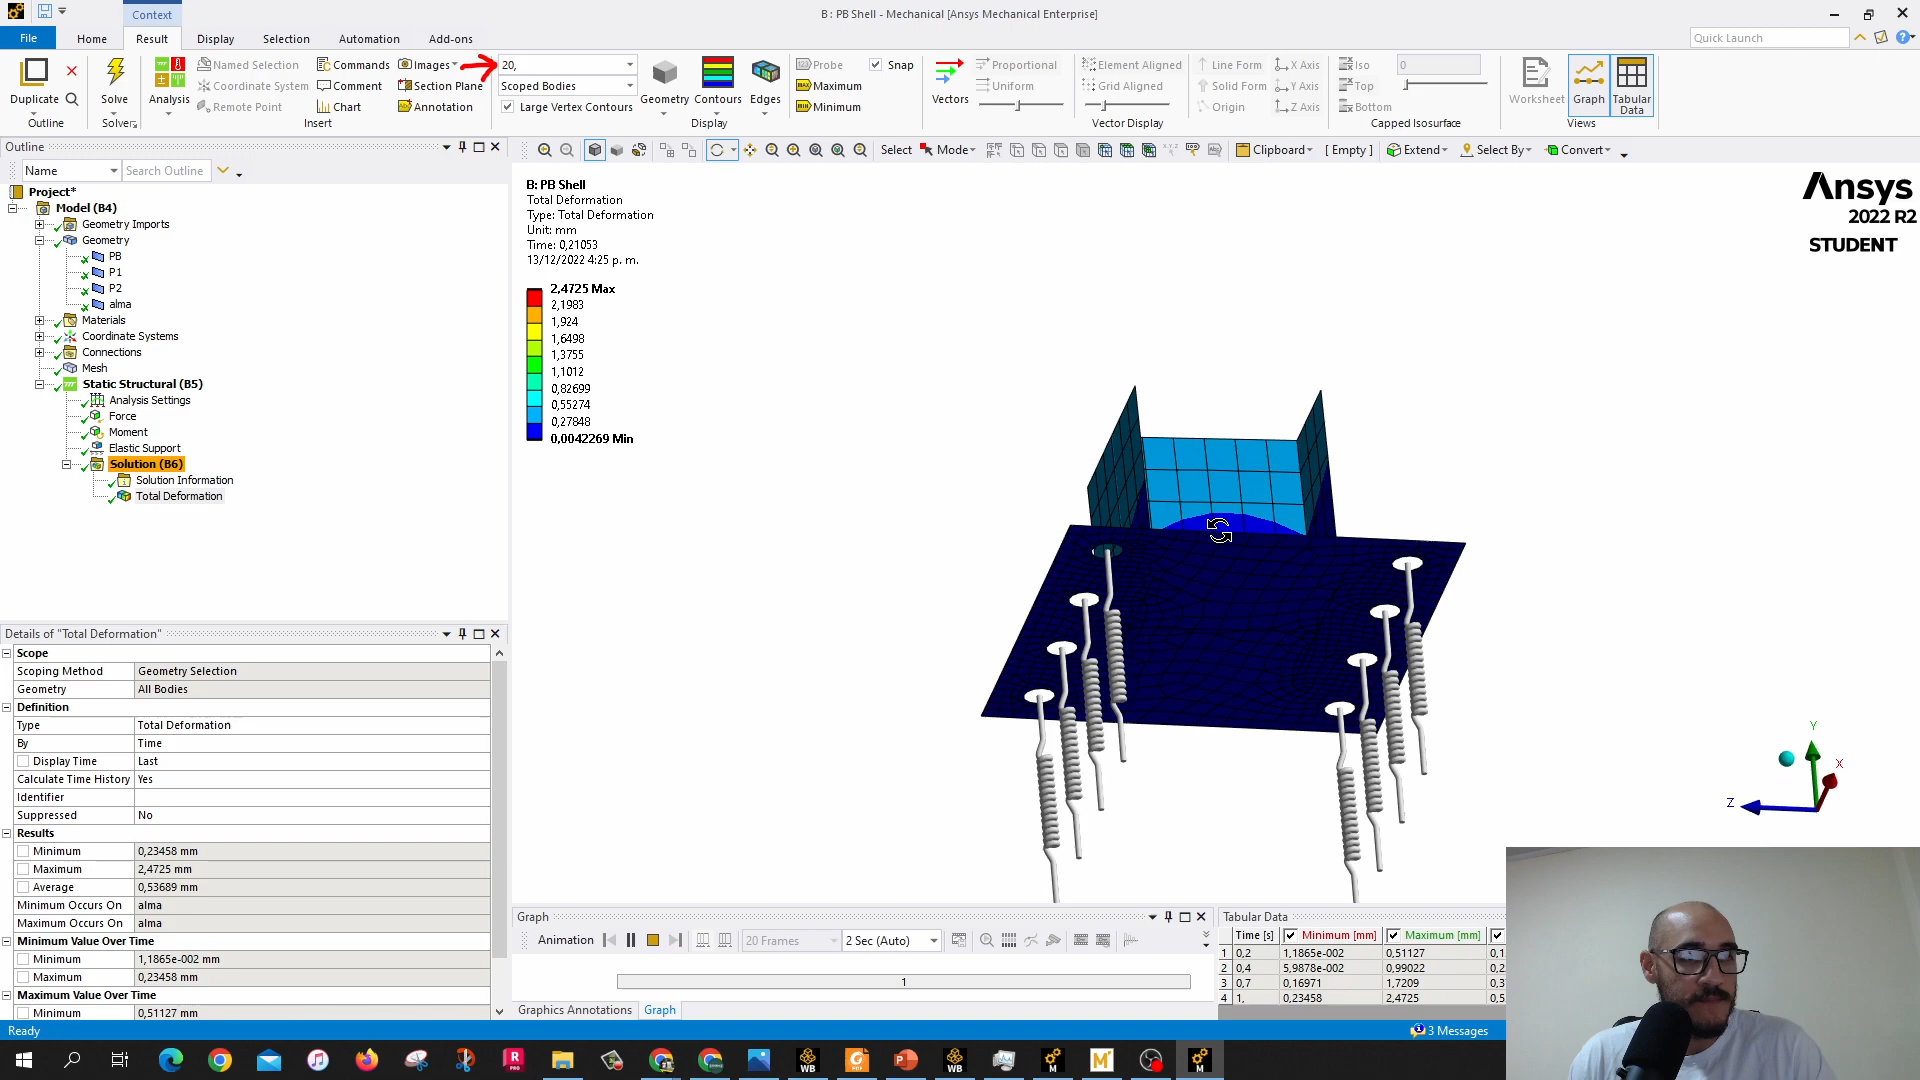 Context
B : PB Shell - Mechanical [Ansys Mechanical Enterprise]
File
Home
Result
Display
Selection
Automation
Add-ons
Quick Launch
Duplicate
Outline
Solve
Solver
Analysis
Named Selection
Coordinate System
Remote Point
Commands
Comment
Chart
Images
Section Plane
Annotation
Insert
20,
Scoped Bodies
Large Vertex Contours
Geometry
Contours
Edges
Display
Probe
Snap
Maximum
Minimum
Vectors
Proportional
Uniform
Element Aligned
Grid Aligned
Line Form
Solid Form
Origin
X Axis
Y Axis
Z Axis
Vector Display
Iso
0
Top
Bottom
Capped Isosurface
Worksheet
Graph
Tabular Data
Views
Outline
Name
Search Outline
Select
Mode
Clipboard
[ Empty ]
Extend
Select By
Convert
Project*
Model (B4)
Geometry Imports
Geometry
PB
P1
P2
alma
Materials
Coordinate Systems
Connections
Mesh
Static Structural (B5)
Analysis Settings
Force
Moment
Elastic Support
Solution (B6)
Solution Information
Total Deformation
B: PB Shell
Total Deformation
Type: Total Deformation
Unit: mm
Time: 0,21053
13/12/2022 4:25 p. m.
2,4725 Max
2,1983
1,924
1,6498
1,3755
1,1012
0,82699
0,55274
0,27848
0,0042269 Min
Ansys
2022 R2
STUDENT
Y
X
Z
Details of "Total Deformation"
Scope
Scoping Method Geometry Selection
Geometry All Bodies
Definition
Type Total Deformation
By Time
Display Time Last
Calculate Time History Yes
Identifier
Suppressed No
Results
Minimum 0,23458 mm
Maximum 2,4725 mm
Average 0,53689 mm
Minimum Occurs On alma
Maximum Occurs On alma
Minimum Value Over Time
Minimum 1,1865e-002 mm
Maximum 0,23458 mm
Maximum Value Over Time
Minimum 0,51127 mm
Graph
Animation
20 Frames
2 Sec (Auto)
1
Graphics Annotations
Graph
Tabular Data
Time [s] Minimum [mm] Maximum [mm]
1 0,2 1,1865e-002 0,51127 0,1
2 0,4 5,9878e-002 0,99022 0,2
3 0,7 0,16971 1,7209 0,3
4 1, 0,23458 2,4725 0,5
Ready
3 Messages
R
PRO
WB
PDF
P
WB
M
M
M